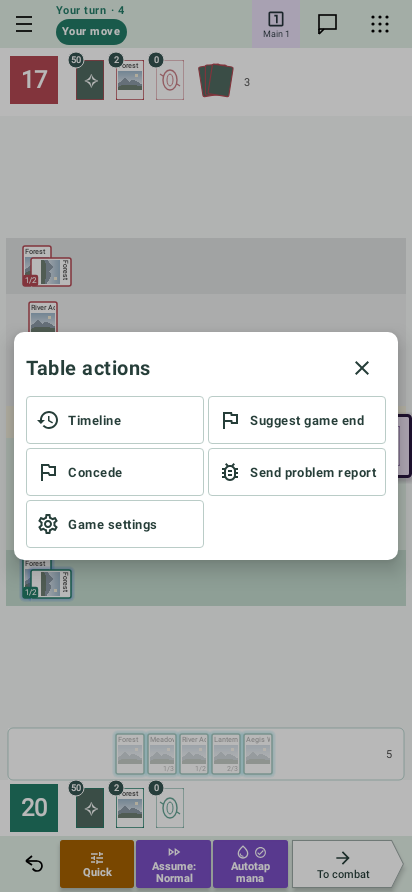 Your turn · 4
Your move
1
Main 1
17
50
2
Forest
0
3
Forest
Forest
1/2
River Ac
Table actions
Timeline
Suggest game end
Concede
Send problem report
Game settings
Forest
Forest
1/2
Forest
Meadow
River Ac
Lantern
Aegis
1/3
1/2
2/3
5
20
50
2
Forest
0
Quick
Assume:
Normal
Autotap
mana
To combat